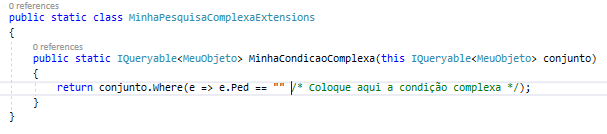 0 references
public static class MinhaPesquisaComplexaExtensions
{
0 references
public static IQueryable<MeuObjeto> MinhaCondicaoComplexa(this IQueryable<MeuObjeto> conjunto)
{
return conjunto.Where(e => e.Ped == "" /* Coloque aqui a condição complexa */);
}
}